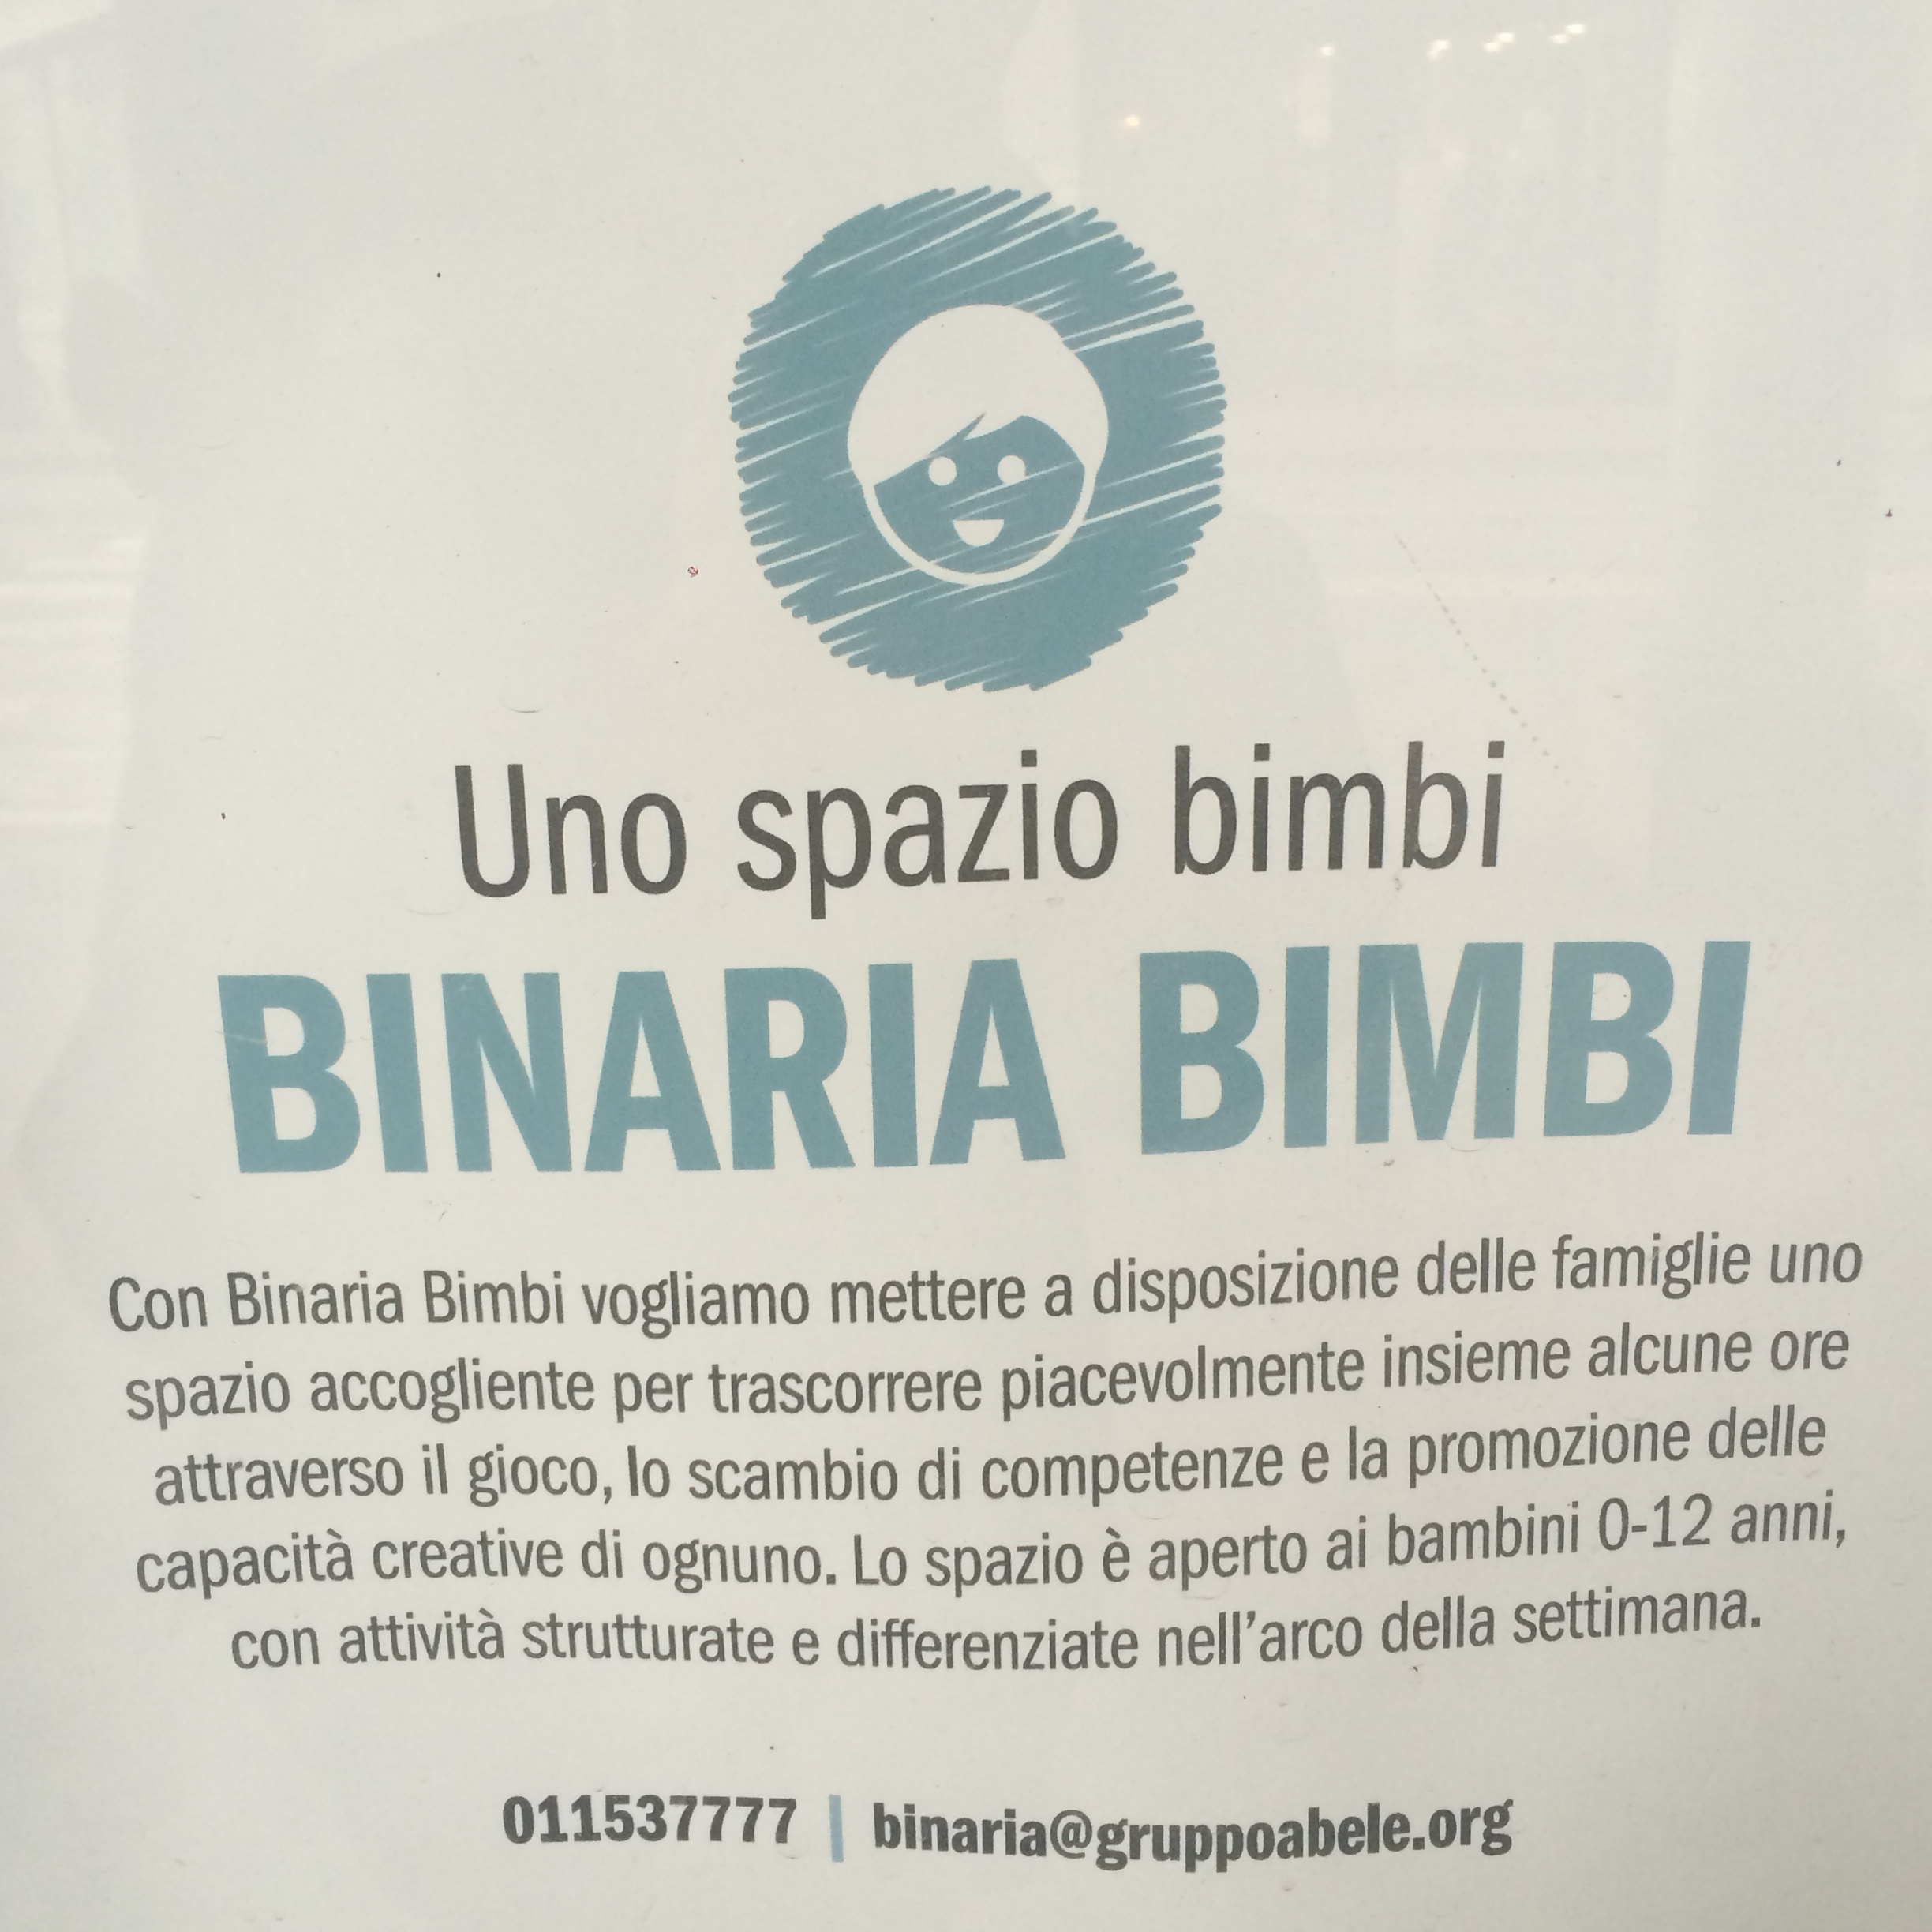 Uno spazio bimbi
BINARIA BIMBI
Con Binaria Bimbi vogliamo mettere a disposizione delle famiglie uno
spazio accogliente per trascorrere piacevolmente insieme alcune ore
attraverso il gioco, lo scambio di competenze e la promozione delle
capacità creative di ognuno. Lo spazio è aperto ai bambini 0-12 anni,
con attività strutturate e differenziate nell'arco della settimana.
011537777 | binaria@gruppoabele.org